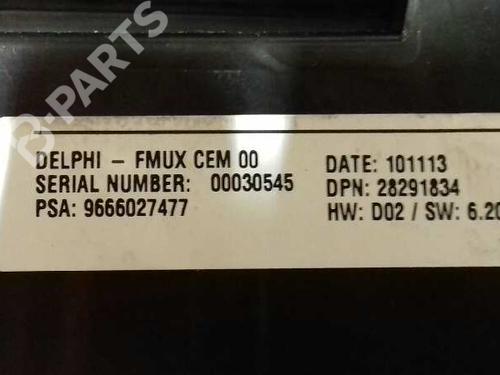 B-PARTS
DELPHI - FMUX CEM 00
SERIAL NUMBER: 00030545
PSA: 9666027477
DATE: 101113
DPN: 28291834
HW: D02 / SW: 6.20